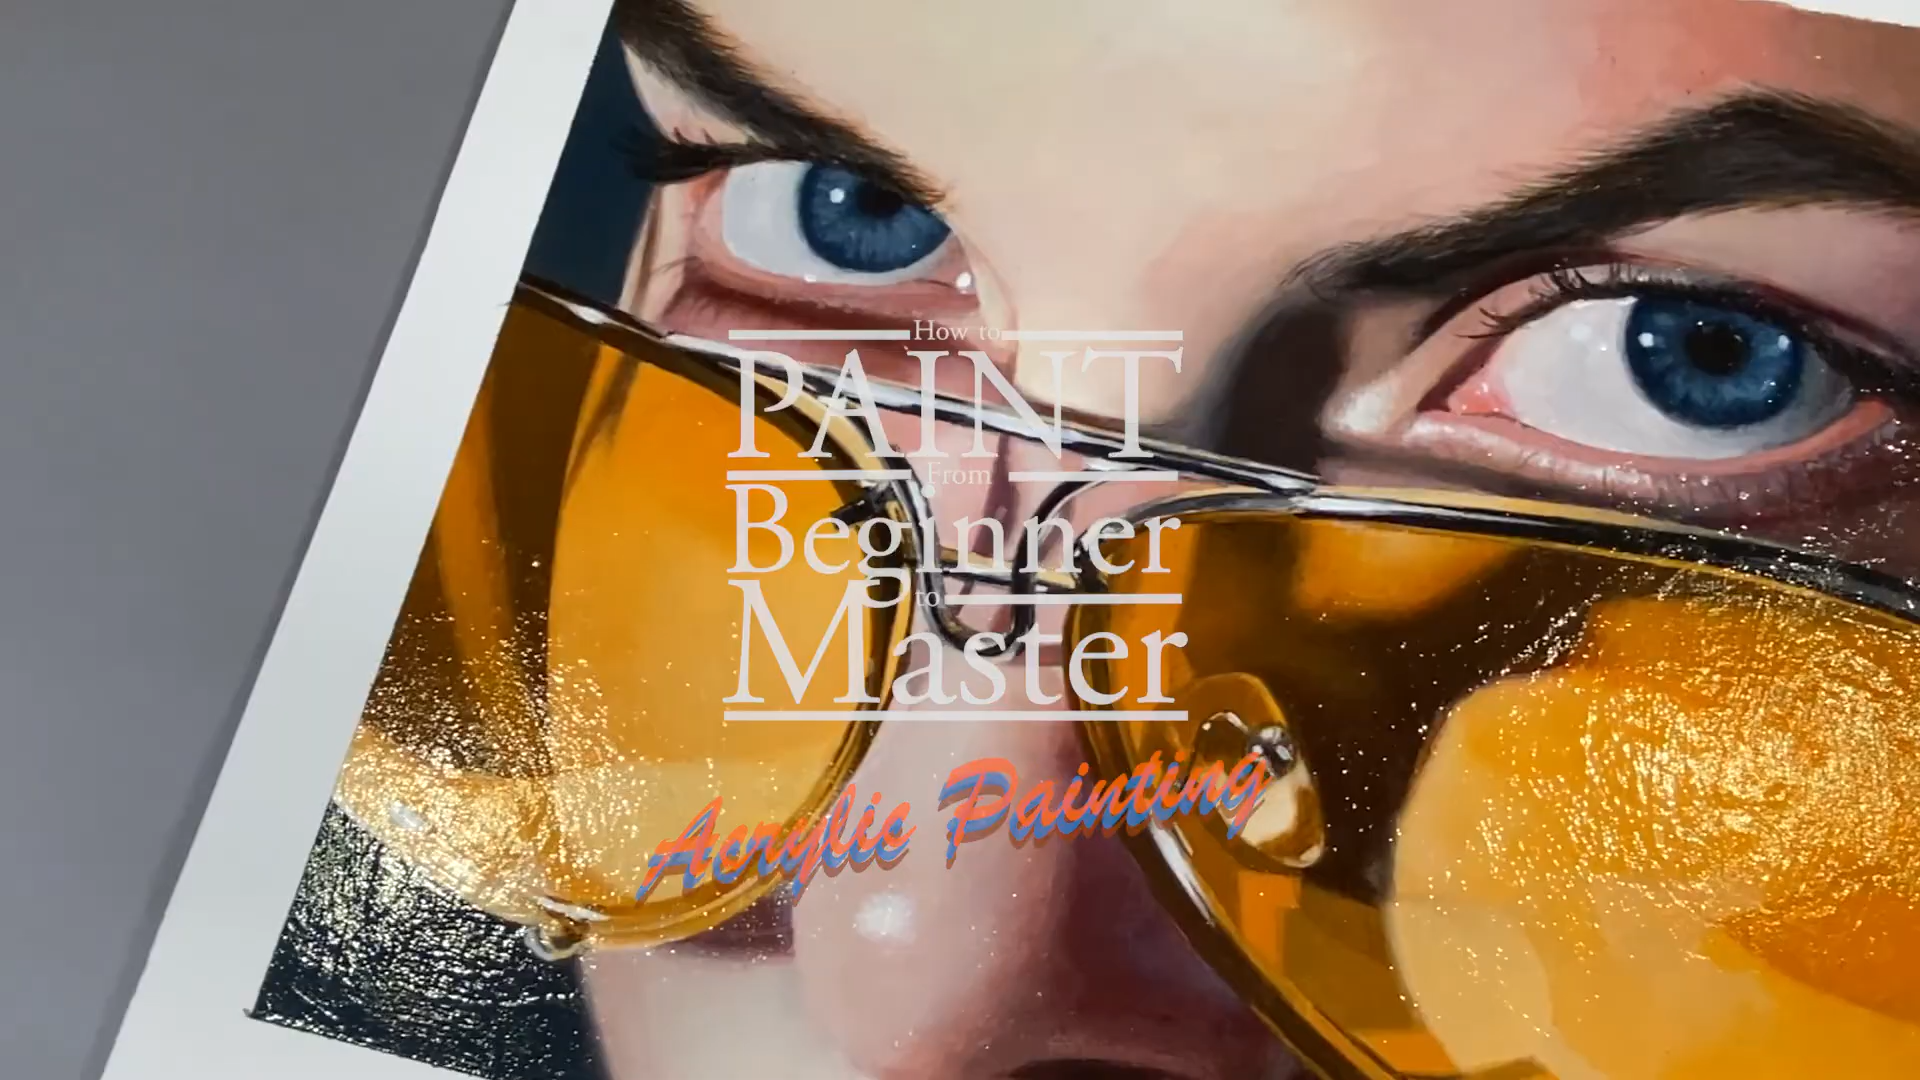 How to
PAINT
From
Beginner
to
Master
Acrylic Painting